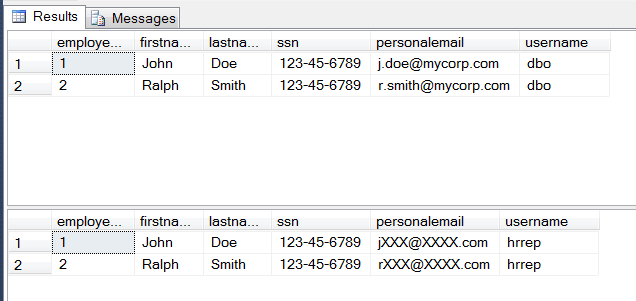 Results Messages
employe... firstna... lastna... ssn personalemail username
1 1 John Doe 123-45-6789 j.doe@mycorp.com dbo
2 2 Ralph Smith 123-45-6789 r.smith@mycorp.com dbo
employe... firstna... lastna... ssn personalemail username
1 1 John Doe 123-45-6789 jXXX@XXXX.com hrrep
2 2 Ralph Smith 123-45-6789 rXXX@XXXX.com hrrep